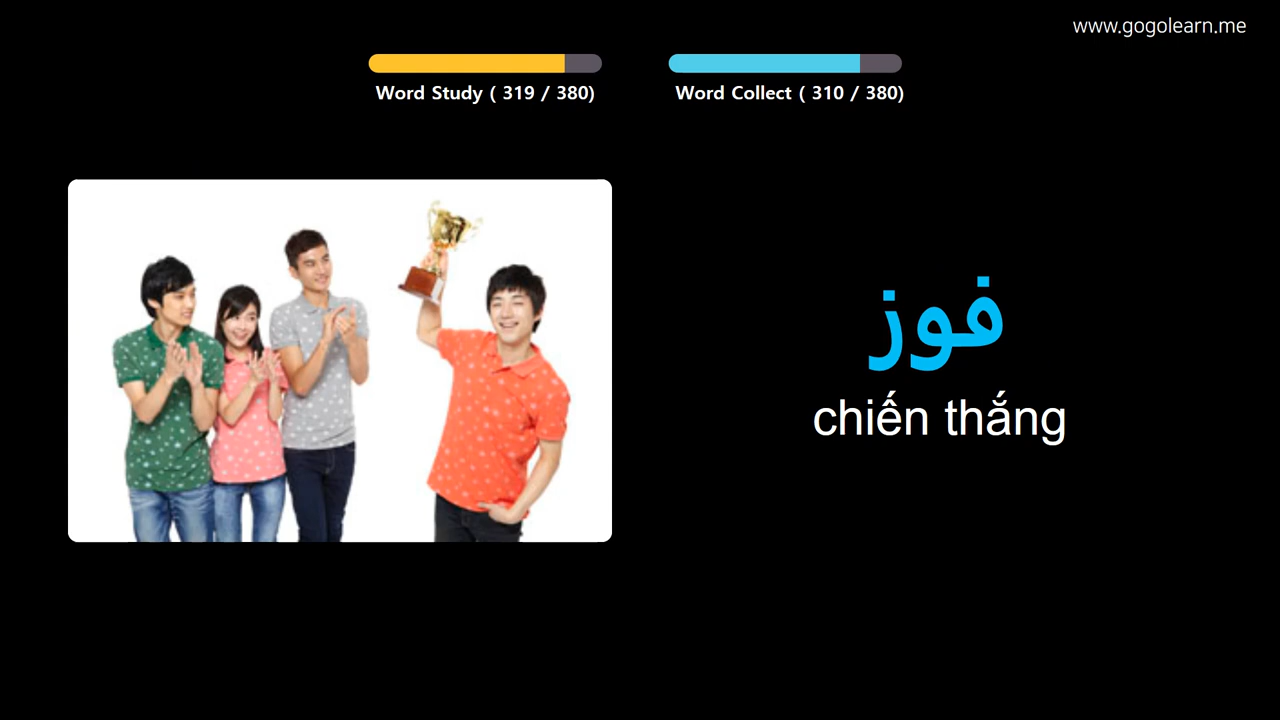 www.gogolearn.me
Word Study ( 319 / 380)
Word Collect ( 310 / 380)
فوز
chiến thắng